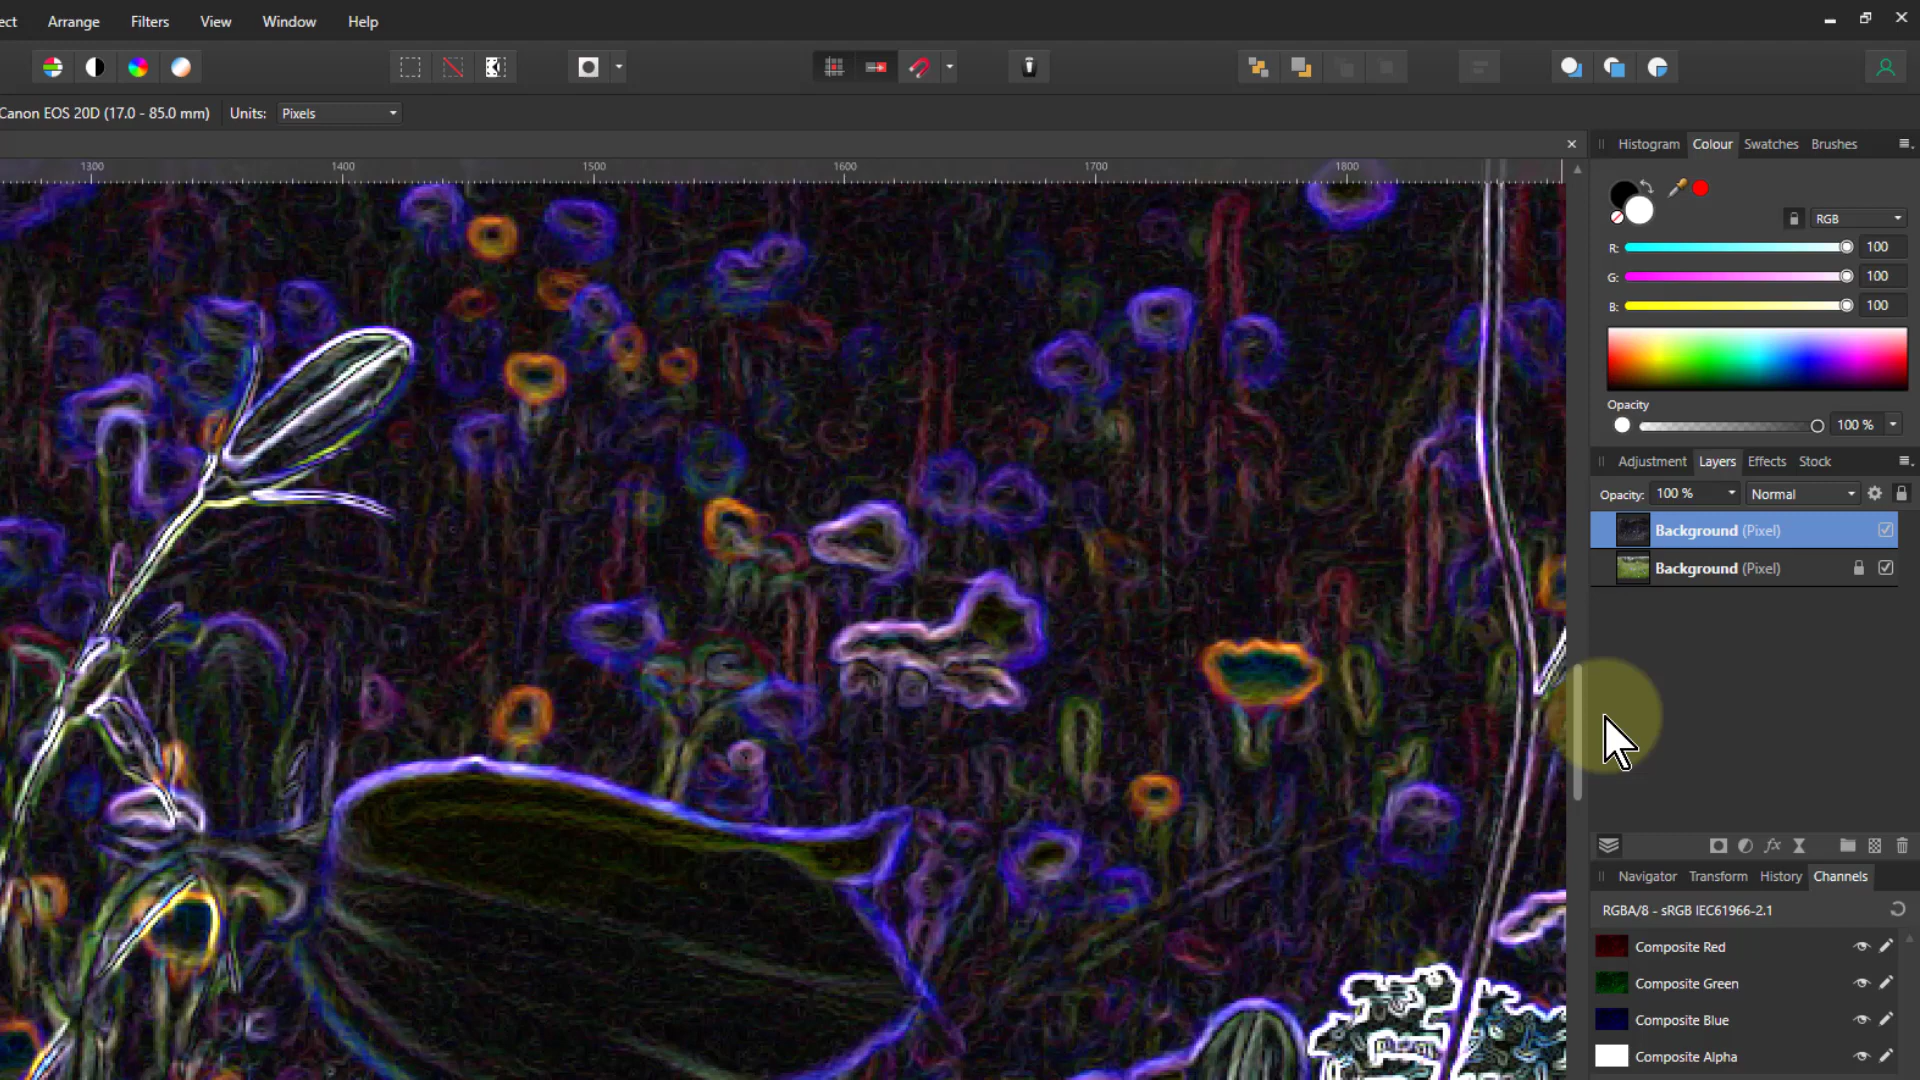 ect Arrange Filters View Window Help
Canon EOS 20D (17.0 - 85.0 mm) Units: Pixels
1300 1400 1500 1600 1700 1800
Histogram Colour Swatches Brushes
RGB
R: 100
G: 100
B: 100
Opacity
100 %
Adjustment Layers Effects Stock
Opacity: 100 % Normal
Background (Pixel)
Background (Pixel)
fx
Navigator Transform History Channels
RGBA/8 - sRGB IEC61966-2.1
Composite Red
Composite Green
Composite Blue
Composite Alpha